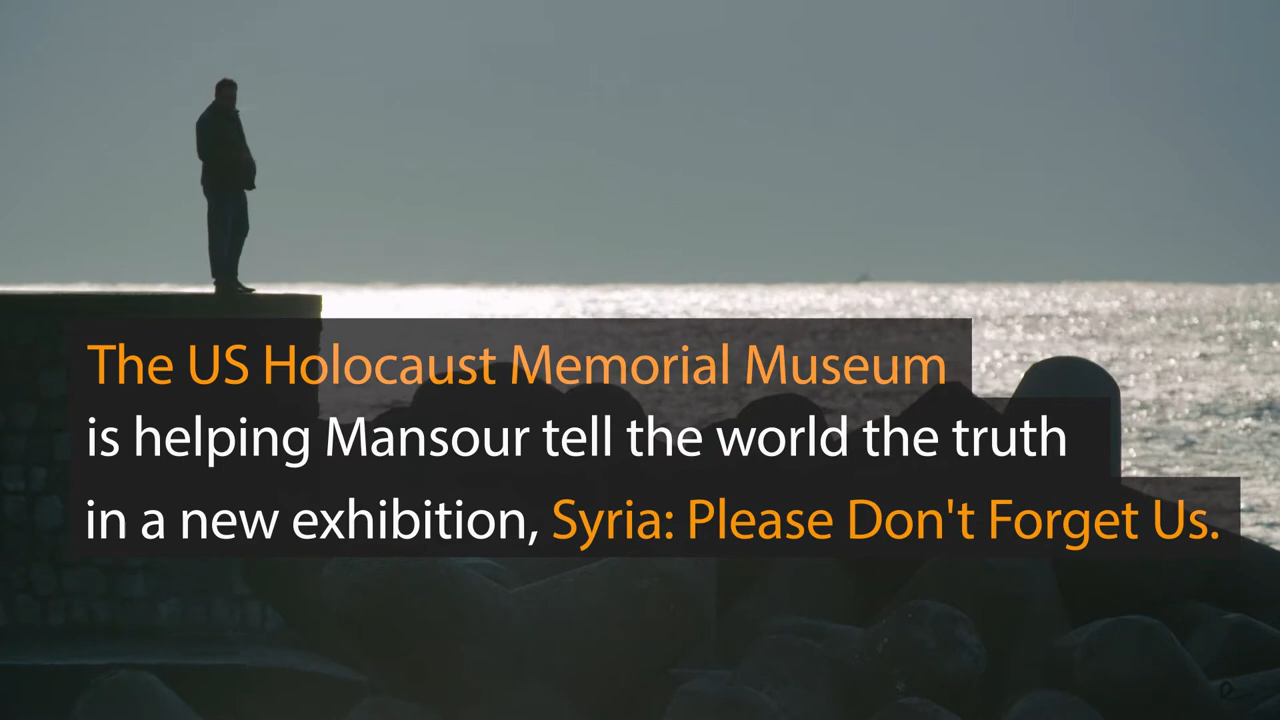 The US Holocaust Memorial Museum
is helping Mansour tell the world the truth
in a new exhibition, Syria: Please Don't Forget Us.